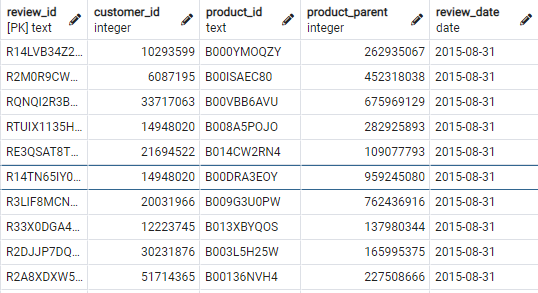 review_id customer_id product_id product_parent review_date
[PK] text integer text integer date
R14LVB34Z2... 10293599 B000YMOQZY 262935067 2015-08-31
R2M0R9CW... 6087195 B00ISAEC80 452318038 2015-08-31
RQNQI2R3B... 33717063 B00VBB6AVU 675969129 2015-08-31
RTUIX1135H... 14948020 B008A5POJO 282925893 2015-08-31
RE3QSAT8T... 21694522 B014CW2RN4 109077793 2015-08-31
R14TN65IY0... 14948020 B00DRA3EOY 959245080 2015-08-31
R3LIF8MCN... 20031966 B009G3U0PW 762436916 2015-08-31
R33X0DGA4... 12223745 B013XBYQOS 137980344 2015-08-31
R2DJJP7DQ... 30231876 B003L5H25W 165995375 2015-08-31
R2A8XDXW5... 51714365 B00136NVH4 227508666 2015-08-31